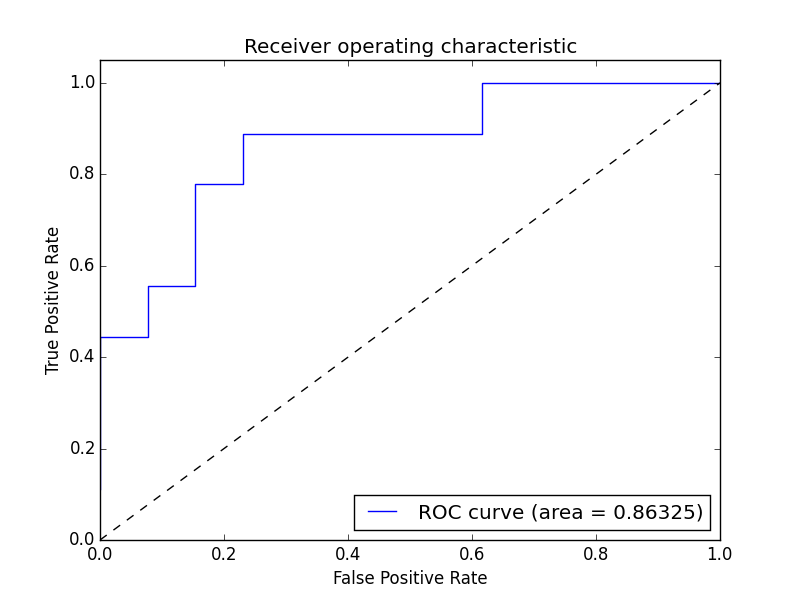 Receiver operating characteristic
1.0
0.8
0.6
0.4
0.2
0.0
True Positive Rate
ROC curve (area = 0.86325)
0.0 0.2 0.4 0.6 0.8 1.0
False Positive Rate